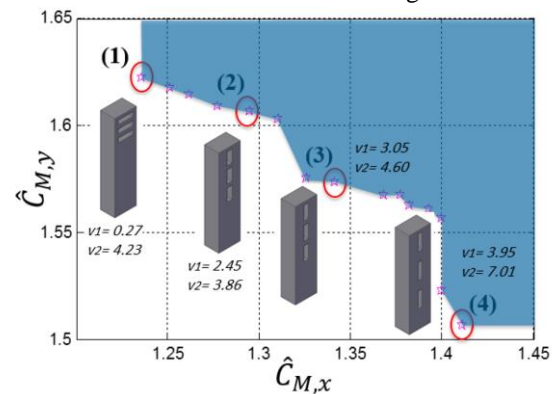 1.65
(1)
(2)
1.6
(3)
v1= 3.05
v2= 4.60
Ĉ_{M,y}
1.55
v1= 0.27
v2= 4.23
v1= 2.45
v2= 3.86
v1= 3.95
v2= 7.01
(4)
1.5
1.25 1.3 1.35 1.4 1.45
Ĉ_{M,x}